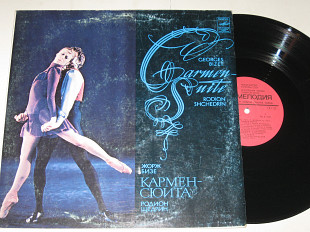 GEORGES
BIZET
Carmen
Suite
RODION
SHCHEDRIN
ЖОРЖ
БИЗЕ
КАРМЕН-
СЮИТА
РОДИОН
ЩЕДРИН
МЕЛОДИЯ